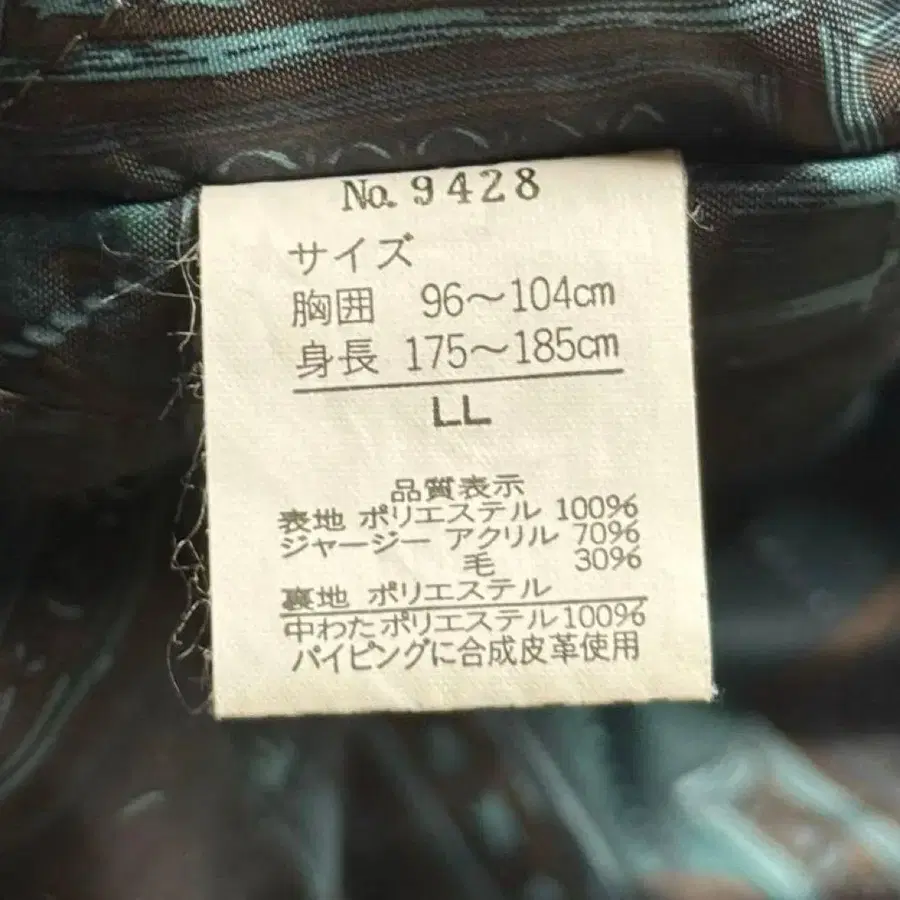 No. 9428
サイズ
胸囲 96〜104cm
身長 175〜185cm
LL
品質表示
表地 ポリエステル 100%
ジャージー アクリル 70%
毛 30%
裏地 ポリエステル
中わたポリエステル100%
パイピングに合成皮革使用